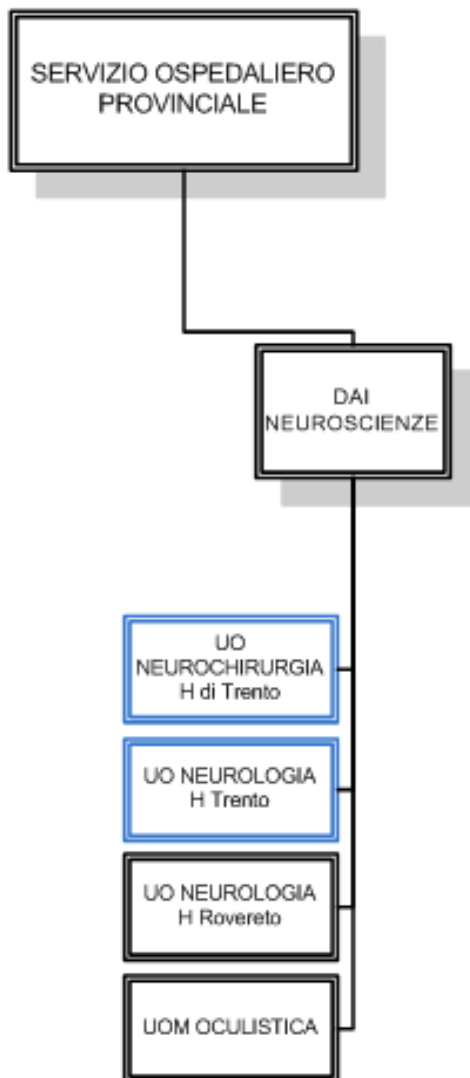 SERVIZIO OSPEDALIERO
PROVINCIALE
DAI
NEUROSCIENZE
UO
NEUROCHIRURGIA
H di Trento
UO NEUROLOGIA
H Trento
UO NEUROLOGIA
H Rovereto
UOM OCULISTICA